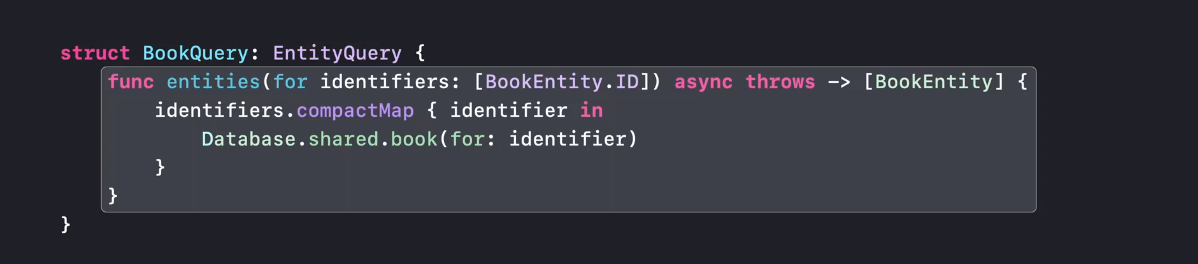 struct BookQuery: EntityQuery {
    func entities(for identifiers: [BookEntity.ID]) async throws -> [BookEntity] {
        identifiers.compactMap { identifier in
            Database.shared.book(for: identifier)
        }
    }
}